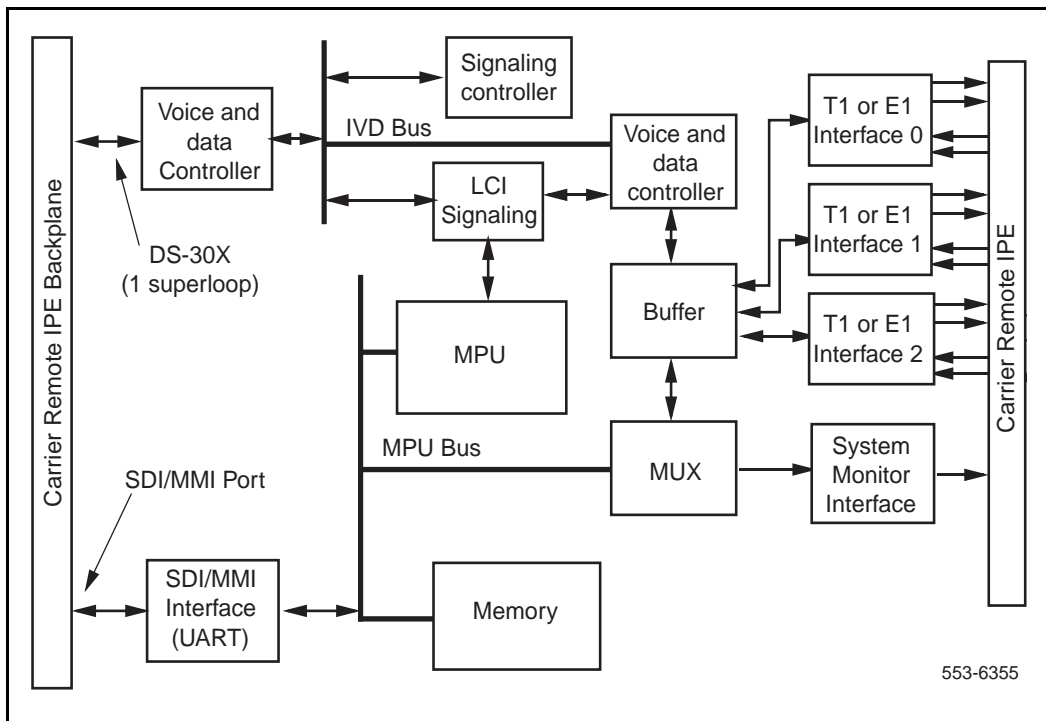 Carrier Remote IPE Backplane
Voice and
data
Controller
DS-30X
(1 superloop)
SDI/MMI Port
SDI/MMI
Interface
(UART)
Signaling
controller
IVD Bus
LCI
Signaling
Voice and
data
controller
MPU
Buffer
MPU Bus
MUX
Memory
T1 or E1
Interface 0
T1 or E1
Interface 1
T1 or E1
Interface 2
System
Monitor
Interface
Carrier Remote IPE
553-6355